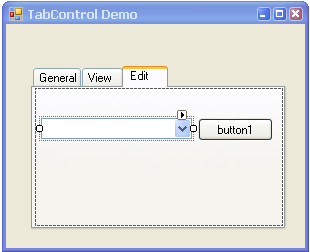 TabControl Demo
General View Edit
button1